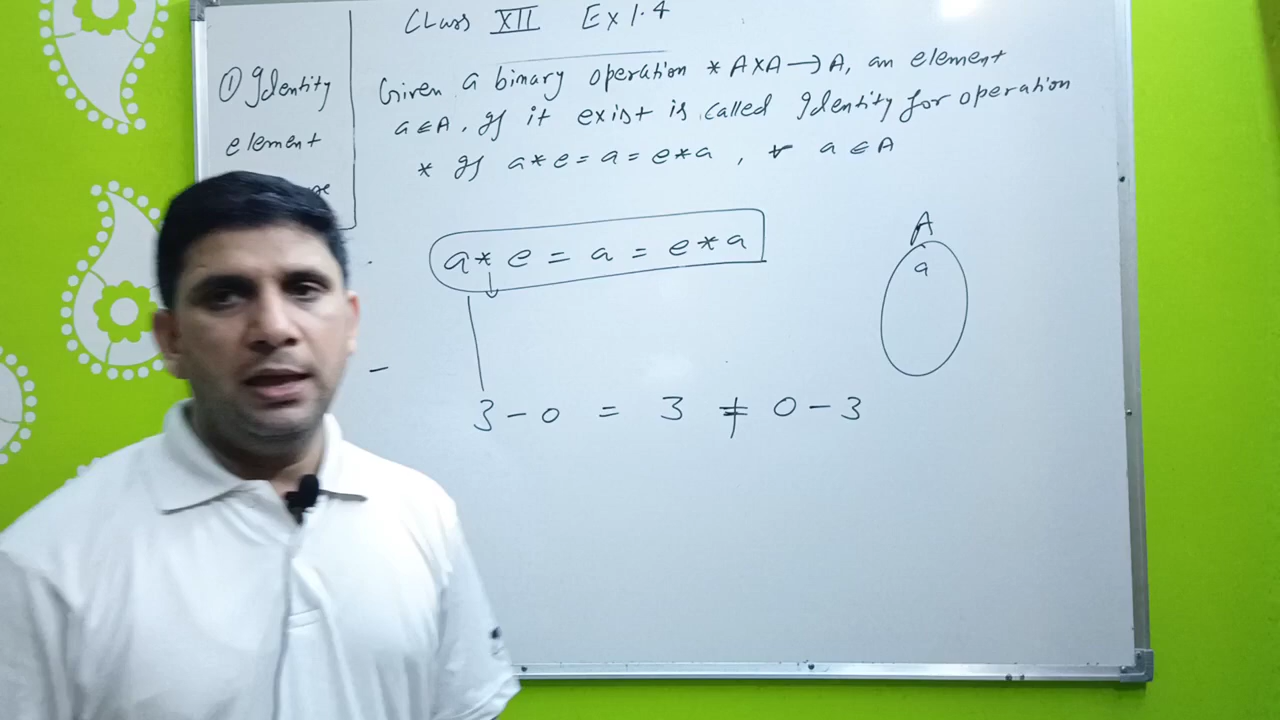 Class XII Ex 1.4
① Identity
element
Given a binary operation * A×A→A, an element
a∈A, If it exist is called Identity for operation
* If a*e = a = e*a, ∀ a∈A
a*e = a = e*a
A
a
3-0 = 3 ≠ 0-3